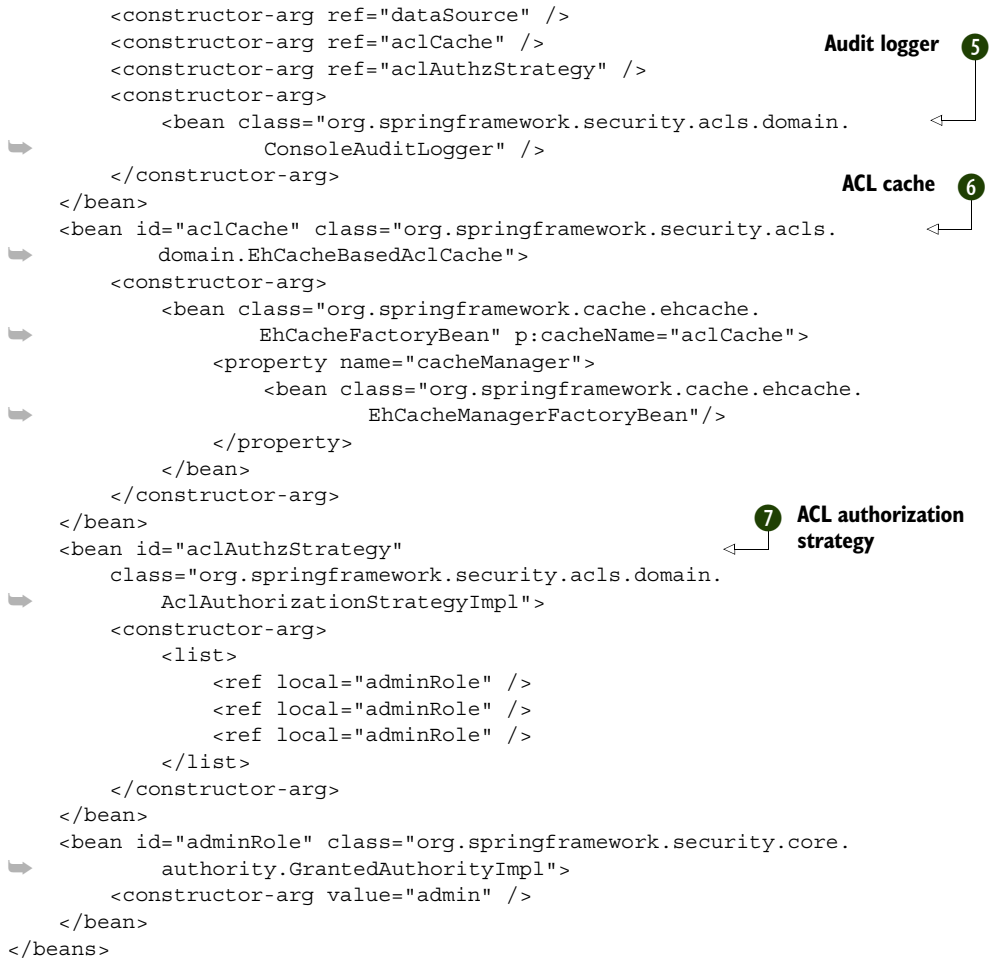 <constructor-arg ref="dataSource" />
        <constructor-arg ref="aclCache" />
        <constructor-arg ref="aclAuthzStrategy" />
        <constructor-arg>
Audit logger 5
            <bean class="org.springframework.security.acls.domain.
                    ConsoleAuditLogger" />
        </constructor-arg>
    </bean>
ACL cache 6
    <bean id="aclCache" class="org.springframework.security.acls.
            domain.EhCacheBasedAclCache">
        <constructor-arg>
            <bean class="org.springframework.cache.ehcache.
                    EhCacheFactoryBean" p:cacheName="aclCache">
                <property name="cacheManager">
                    <bean class="org.springframework.cache.ehcache.
                            EhCacheManagerFactoryBean"/>
                </property>
            </bean>
        </constructor-arg>
    </bean>
7 ACL authorization
strategy
    <bean id="aclAuthzStrategy"
        class="org.springframework.security.acls.domain.
            AclAuthorizationStrategyImpl">
        <constructor-arg>
            <list>
                <ref local="adminRole" />
                <ref local="adminRole" />
                <ref local="adminRole" />
            </list>
        </constructor-arg>
    </bean>
    <bean id="adminRole" class="org.springframework.security.core.
            authority.GrantedAuthorityImpl">
        <constructor-arg value="admin" />
    </bean>
</beans>